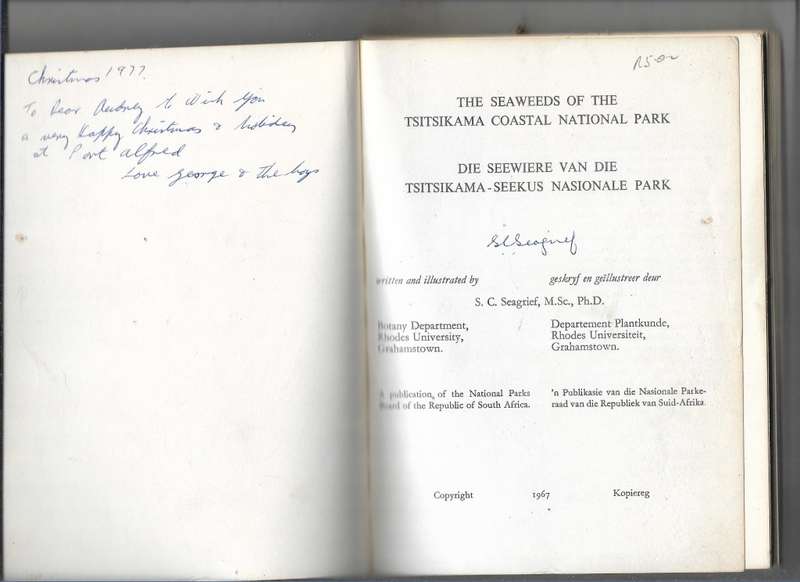 Christmas 1977.
To Dear Aubrey to Wish you
a very Happy Christmas & holiday
at Port Alfred
Love George & the boys
R5-00
THE SEAWEEDS OF THE
TSITSIKAMA COASTAL NATIONAL PARK
DIE SEEWIERE VAN DIE
TSITSIKAMA-SEEKUS NASIONALE PARK
SCSeagrief
written and illustrated by
geskryf en geïllustreer deur
S. C. Seagrief, M.Sc., Ph.D.
Botany Department,
Rhodes University,
Grahamstown.
Departement Plantkunde,
Rhodes Universiteit,
Grahamstown.
A publication, of the National Parks
Board of the Republic of South Africa.
'n Publikasie van die Nasionale Parke-
raad van die Republiek van Suid-Afrika.
Copyright 1967 Kopiereg